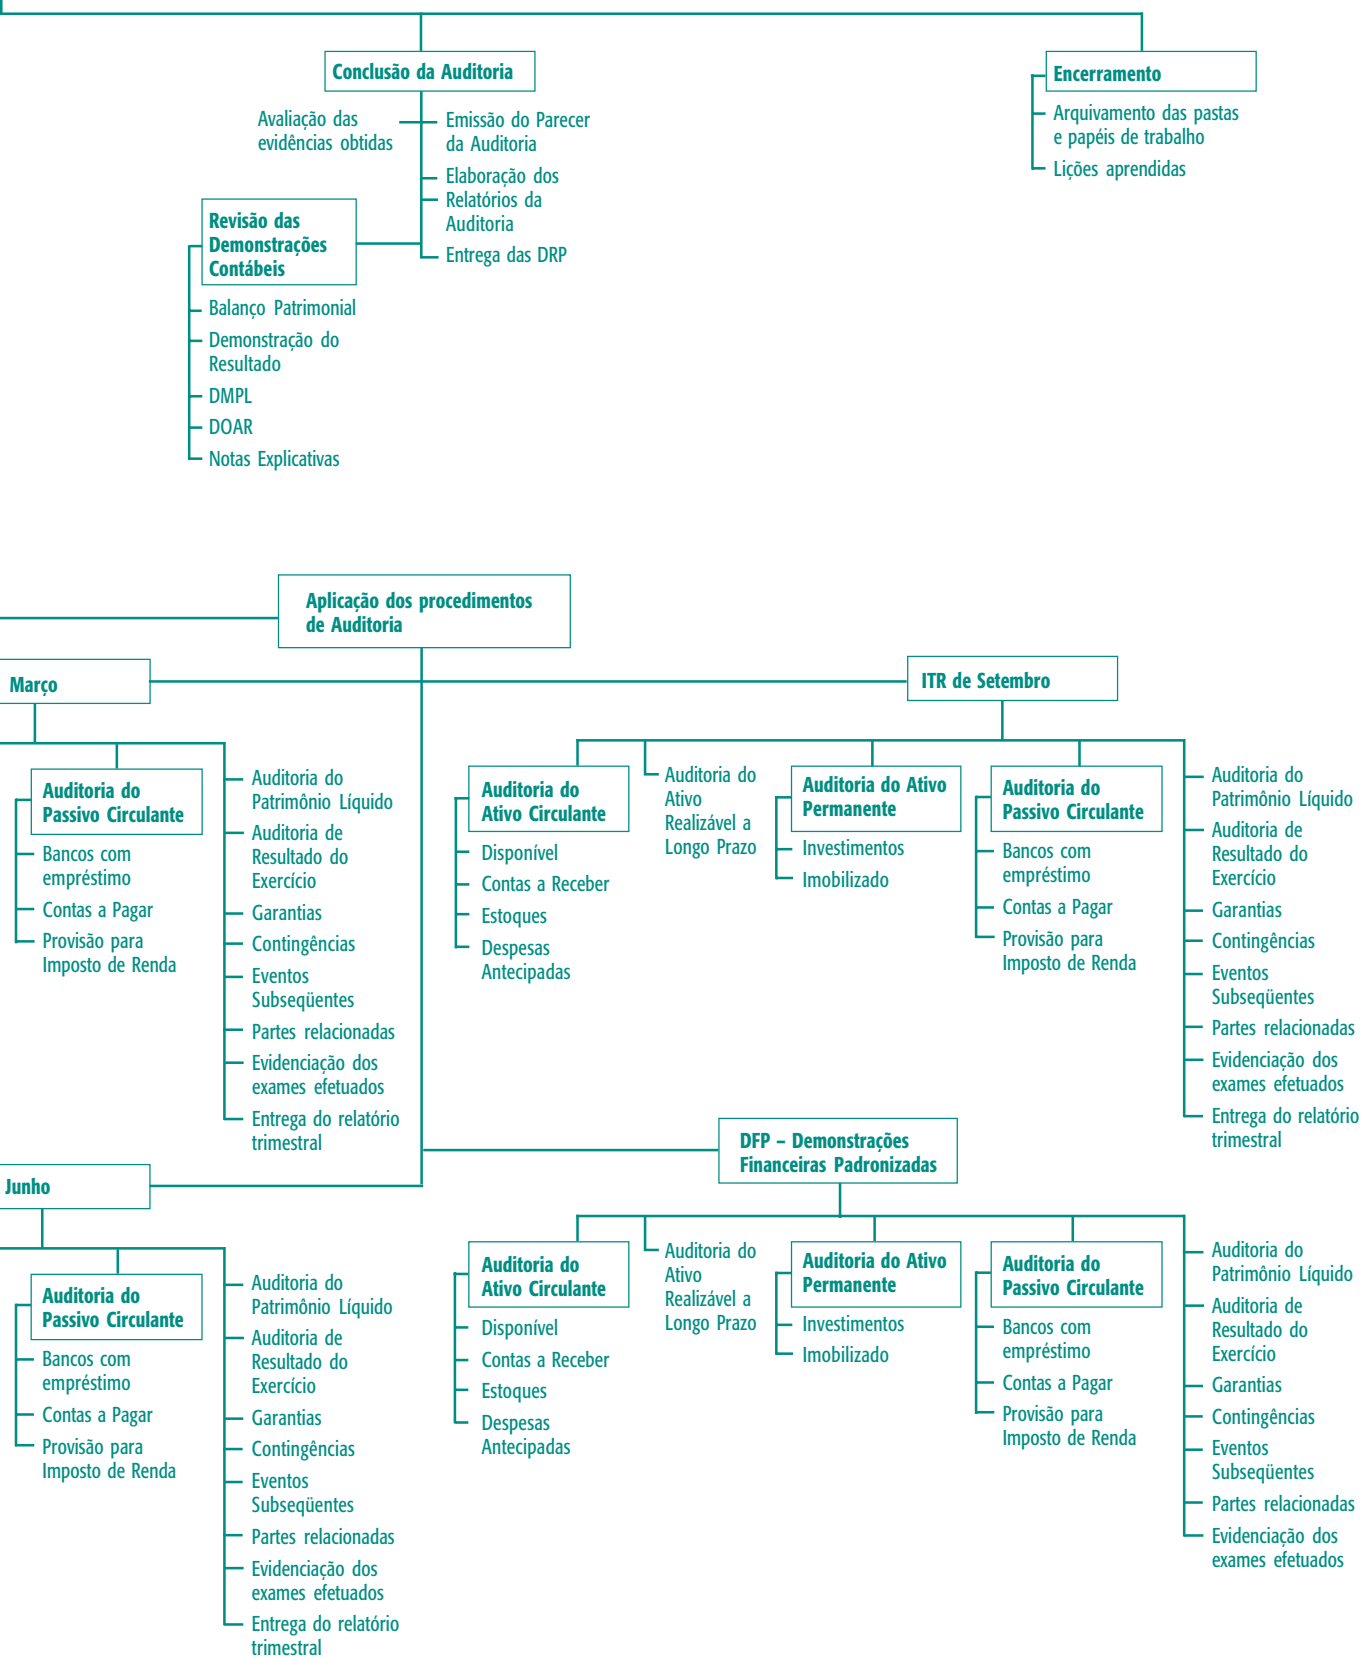 Conclusão da Auditoria
Avaliação das
evidências obtidas
Emissão do Parecer
da Auditoria
Elaboração dos
Relatórios da
Auditoria
Entrega das DRP
Revisão das
Demonstrações
Contábeis
Balanço Patrimonial
Demonstração do
Resultado
DMPL
DOAR
Notas Explicativas
Encerramento
Arquivamento das pastas
e papéis de trabalho
Lições aprendidas
Aplicação dos procedimentos
de Auditoria
Março
Auditoria do
Passivo Circulante
Bancos com
empréstimo
Contas a Pagar
Provisão para
Imposto de Renda
Auditoria do
Patrimônio Líquido
Auditoria de
Resultado do
Exercício
Garantias
Contingências
Eventos
Subseqüentes
Partes relacionadas
Evidenciação dos
exames efetuados
Entrega do relatório
trimestral
ITR de Setembro
Auditoria do
Ativo Circulante
Disponível
Contas a Receber
Estoques
Despesas
Antecipadas
Auditoria do
Ativo
Realizável a
Longo Prazo
Auditoria do Ativo
Permanente
Investimentos
Imobilizado
Auditoria do
Passivo Circulante
Bancos com
empréstimo
Contas a Pagar
Provisão para
Imposto de Renda
Auditoria do
Patrimônio Líquido
Auditoria de
Resultado do
Exercício
Garantias
Contingências
Eventos
Subseqüentes
Partes relacionadas
Evidenciação dos
exames efetuados
Entrega do relatório
trimestral
Junho
Auditoria do
Passivo Circulante
Bancos com
empréstimo
Contas a Pagar
Provisão para
Imposto de Renda
Auditoria do
Patrimônio Líquido
Auditoria de
Resultado do
Exercício
Garantias
Contingências
Eventos
Subseqüentes
Partes relacionadas
Evidenciação dos
exames efetuados
Entrega do relatório
trimestral
DFP – Demonstrações
Financeiras Padronizadas
Auditoria do
Ativo Circulante
Disponível
Contas a Receber
Estoques
Despesas
Antecipadas
Auditoria do
Ativo
Realizável a
Longo Prazo
Auditoria do Ativo
Permanente
Investimentos
Imobilizado
Auditoria do
Passivo Circulante
Bancos com
empréstimo
Contas a Pagar
Provisão para
Imposto de Renda
Auditoria do
Patrimônio Líquido
Auditoria de
Resultado do
Exercício
Garantias
Contingências
Eventos
Subseqüentes
Partes relacionadas
Evidenciação dos
exames efetuados